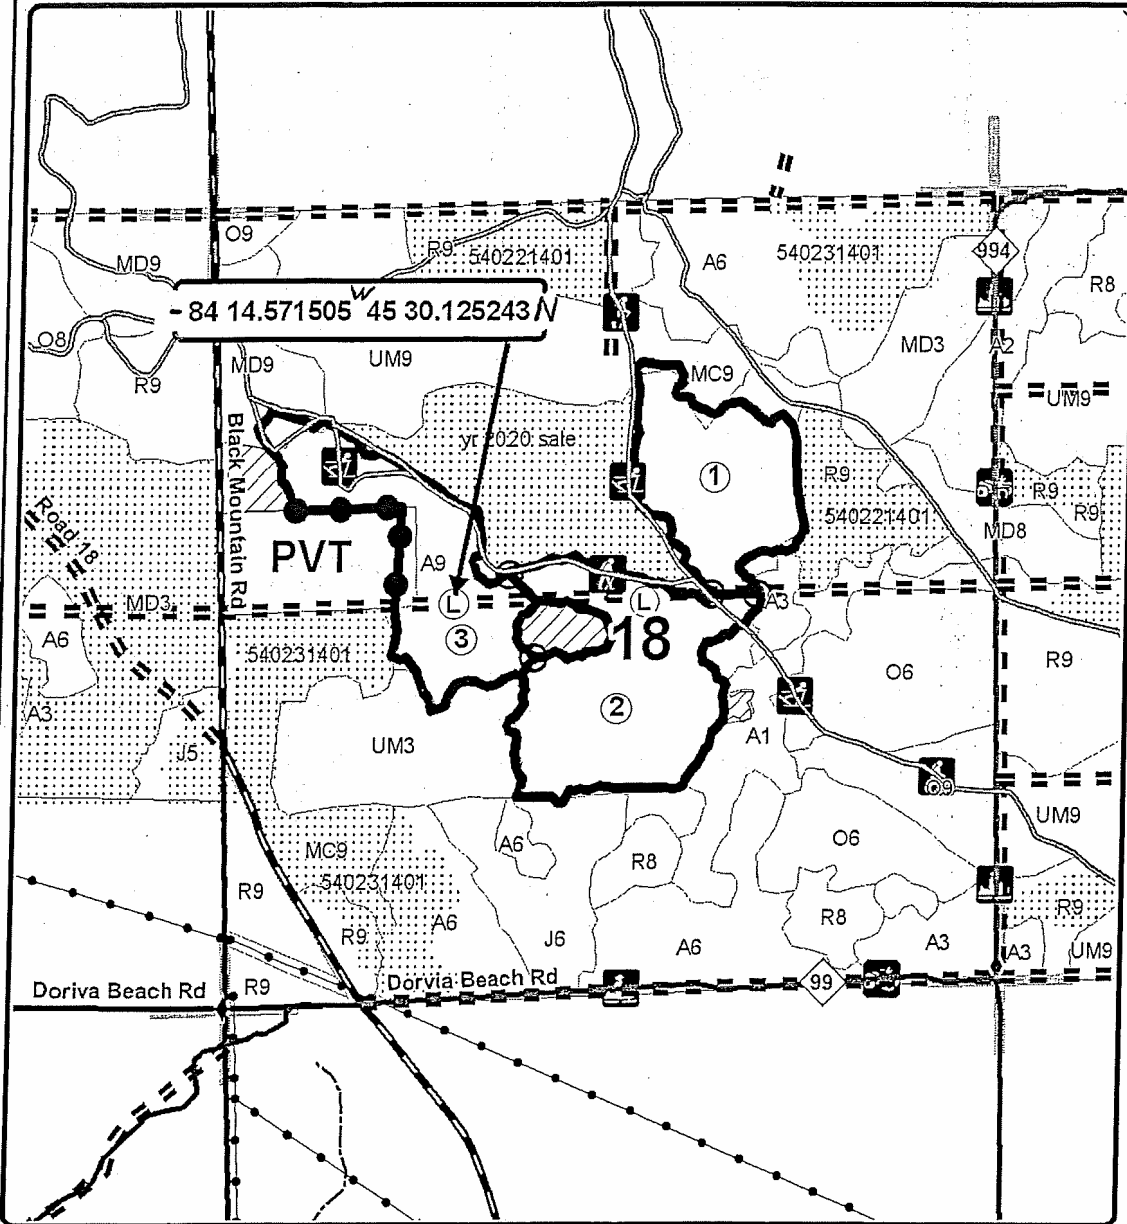 O9
MD9
R9
540221401
A6
540231401
994
R8
- 84 14.571505 W 45 30.125243 N
O8
R9
MD9
UM9
MD3
A2
MC9
UM9
Black Mountain Rd
yr 2020 sale
1
R9
R9
540221401
R9
MD8
Road 18
PVT
A9
MD3
L
L
A3
A6
3
18
540231401
O6
R9
A3
2
J5
UM3
A1
O9
UM9
MC9
A6
O6
540231401
R8
R9
R9
A6
R8
R9
J6
A6
A3
A3
UM9
Doriva Beach Rd
R9
Dorvia Beach Rd
99